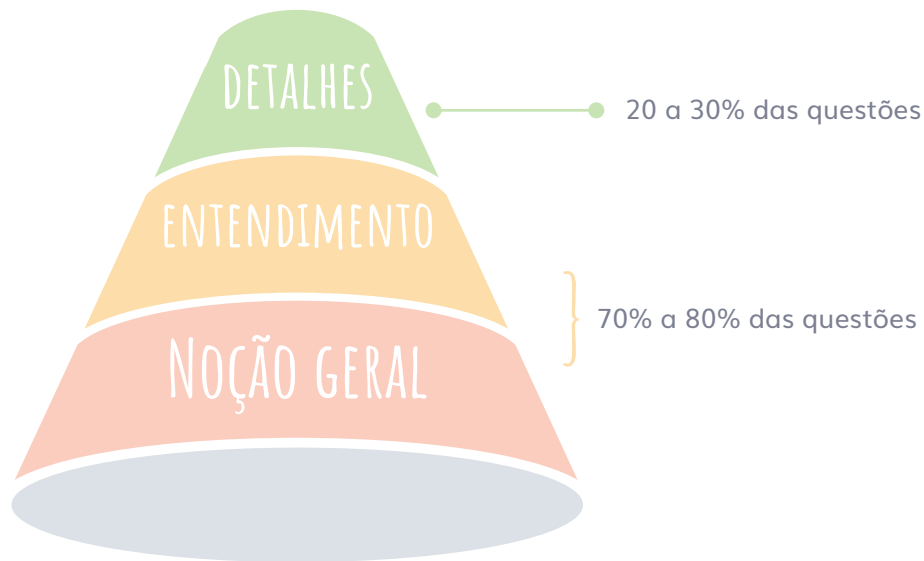 DETALHES
20 a 30% das questões
ENTENDIMENTO
70% a 80% das questões
NOÇÃO GERAL